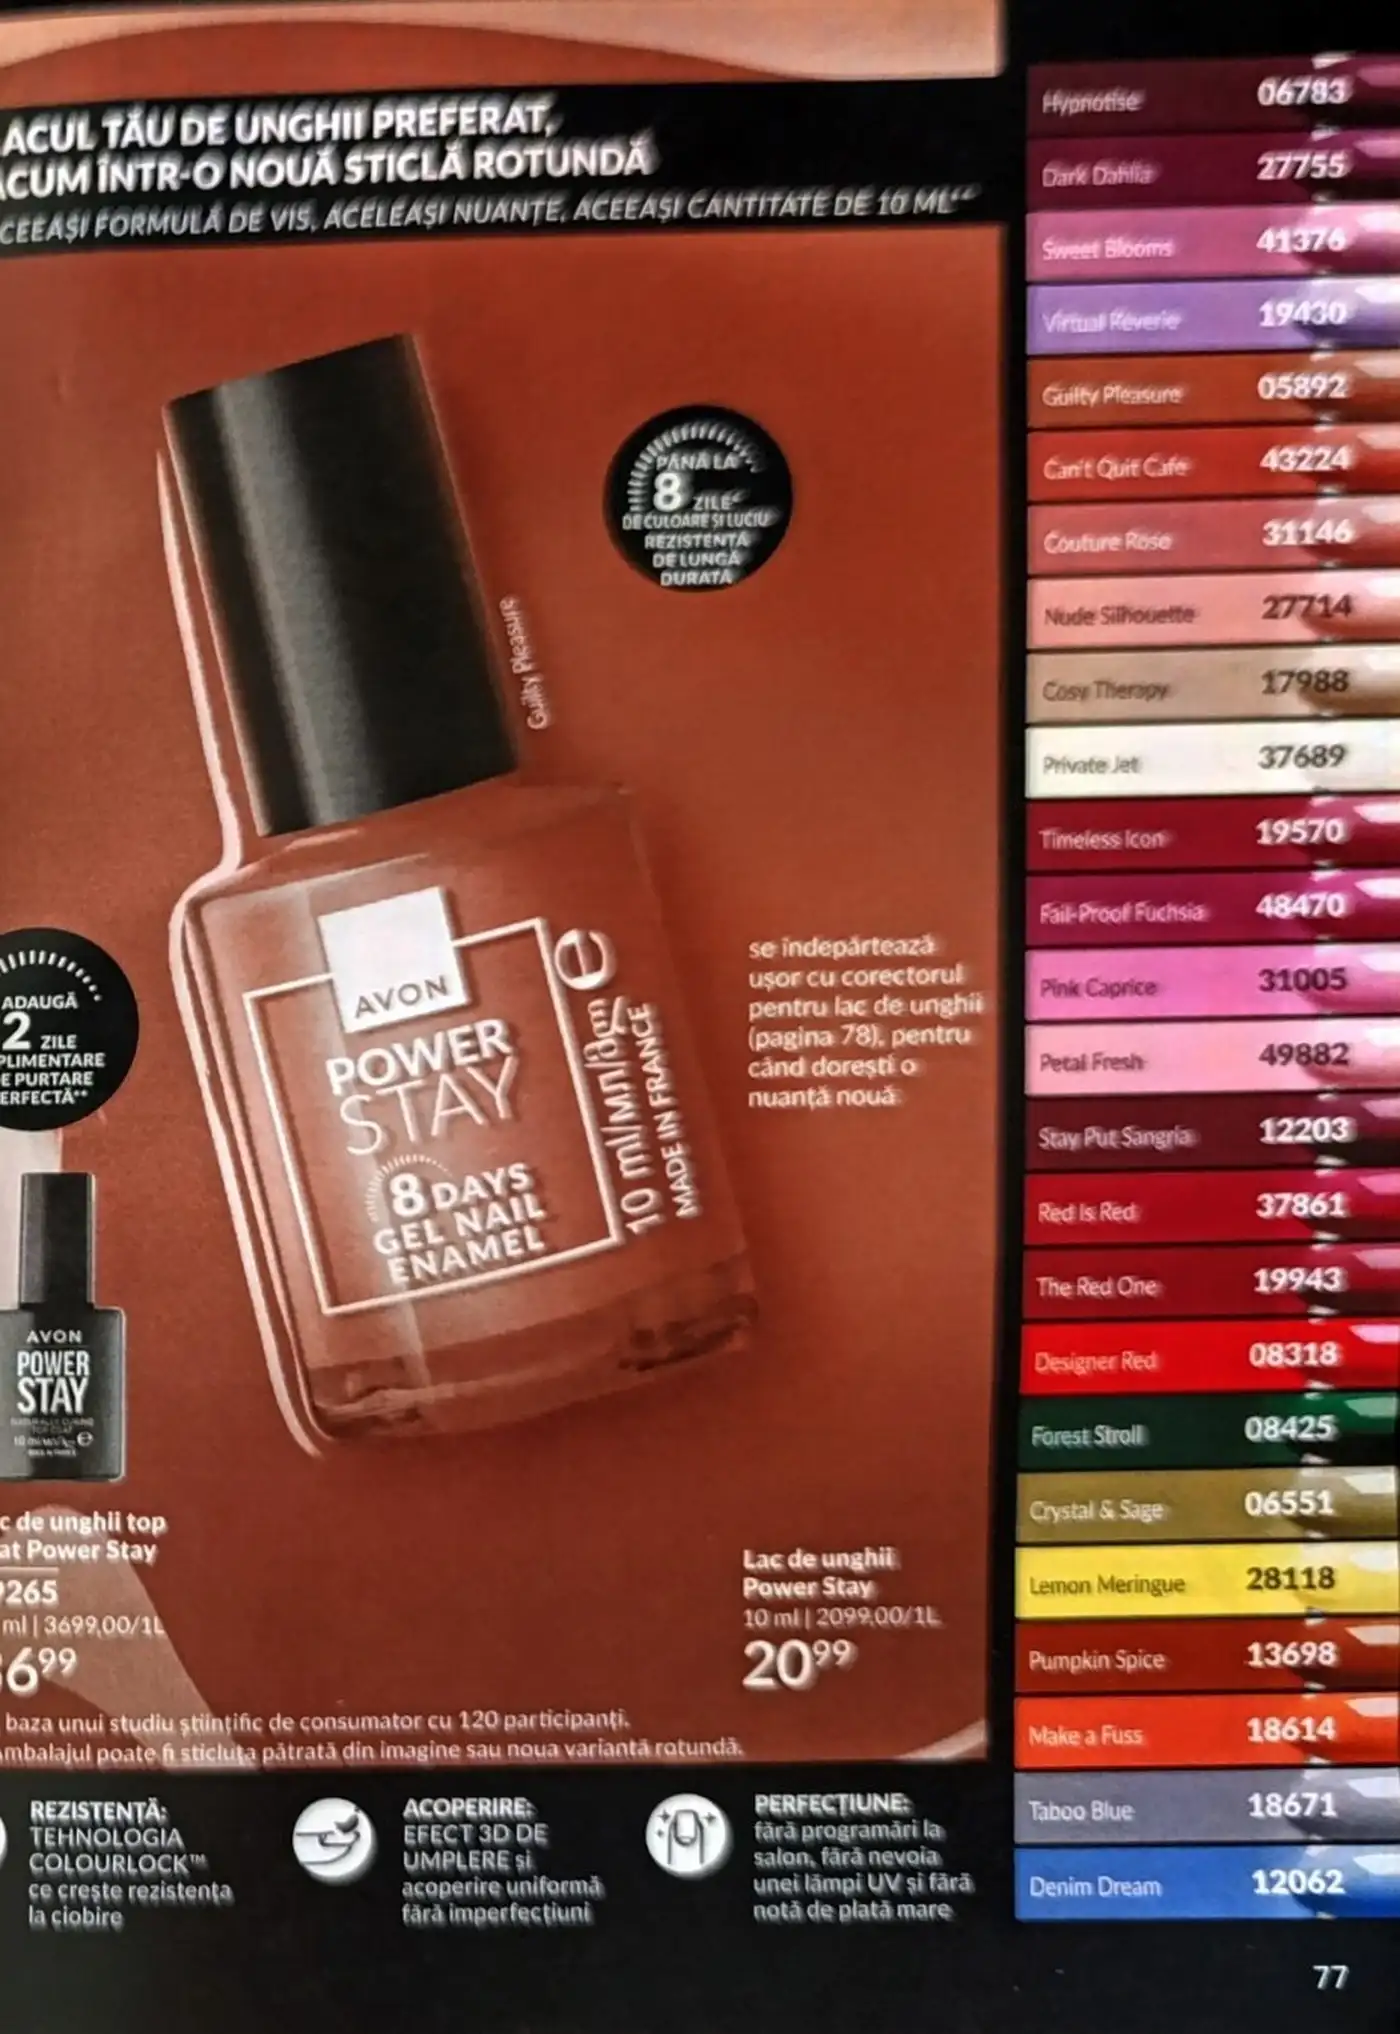 ACUL TĂU DE UNGHII PREFERAT,
CUM ÎNTR-O NOUĂ STICLĂ ROTUNDĂ
CEEAȘI FORMULĂ DE VIS, ACELEAȘI NUANȚE, ACEEAȘI CANTITATE DE 10 ML**
PÂNĂ LA
8 ZILE*
DE CULOARE ȘI LUCIU
REZISTENȚĂ
DE LUNGĂ
DURATĂ
Guilty Pleasure
AVON
POWER
STAY
8 DAYS
GEL NAIL
ENAMEL
10 ml/мл/მლ e
MADE IN FRANCE
se îndepărtează
ușor cu corectorul
pentru lac de unghii
(pagina 78), pentru
când dorești o
nuanță nouă
ADAUGĂ
2 ZILE
PLIMENTARE
E PURTARE
ERFECTĂ**
AVON
POWER
STAY
c de unghii top
at Power Stay
9265
ml | 3699,00/1L
36⁹⁹
Lac de unghii
Power Stay
10 ml | 2099,00/1L
20⁹⁹
baza unui studiu științific de consumator cu 120 participanți.
mbalajul poate fi sticluța pătrată din imagine sau noua variantă rotundă.
REZISTENȚĂ:
TEHNOLOGIA
COLOURLOCK™
ce crește rezistența
la ciobire
ACOPERIRE:
EFECT 3D DE
UMPLERE și
acoperire uniformă
fără imperfecțiuni
PERFECȚIUNE:
fără programări la
salon, fără nevoia
unei lămpi UV și fără
notă de plată mare
Hypnotise 06783
Dark Dahlia 27755
Sweet Blooms 41376
Virtual Reverie 19430
Guilty Pleasure 05892
Can't Quit Cafe 43224
Couture Rose 31146
Nude Silhouette 27714
Cosy Therapy 17988
Private Jet 37689
Timeless Icon 19570
Fail-Proof Fuchsia 48470
Pink Caprice 31005
Petal Fresh 49882
Stay Put Sangria 12203
Red Is Red 37861
The Red One 19943
Designer Red 08318
Forest Stroll 08425
Crystal & Sage 06551
Lemon Meringue 28118
Pumpkin Spice 13698
Make a Fuss 18614
Taboo Blue 18671
Denim Dream 12062
77